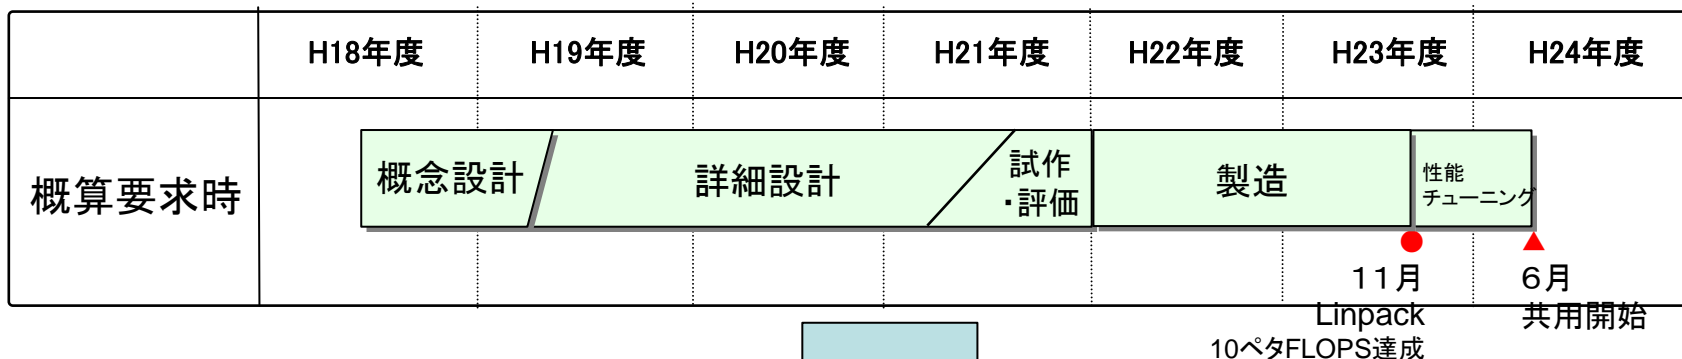 H18年度
H19年度
H20年度
H21年度
H22年度
H23年度
H24年度
概算要求時
概念設計
詳細設計
試作
・評価
製造
性能
チューニング
11月
Linpack
10ペタFLOPS達成
6月
共用開始